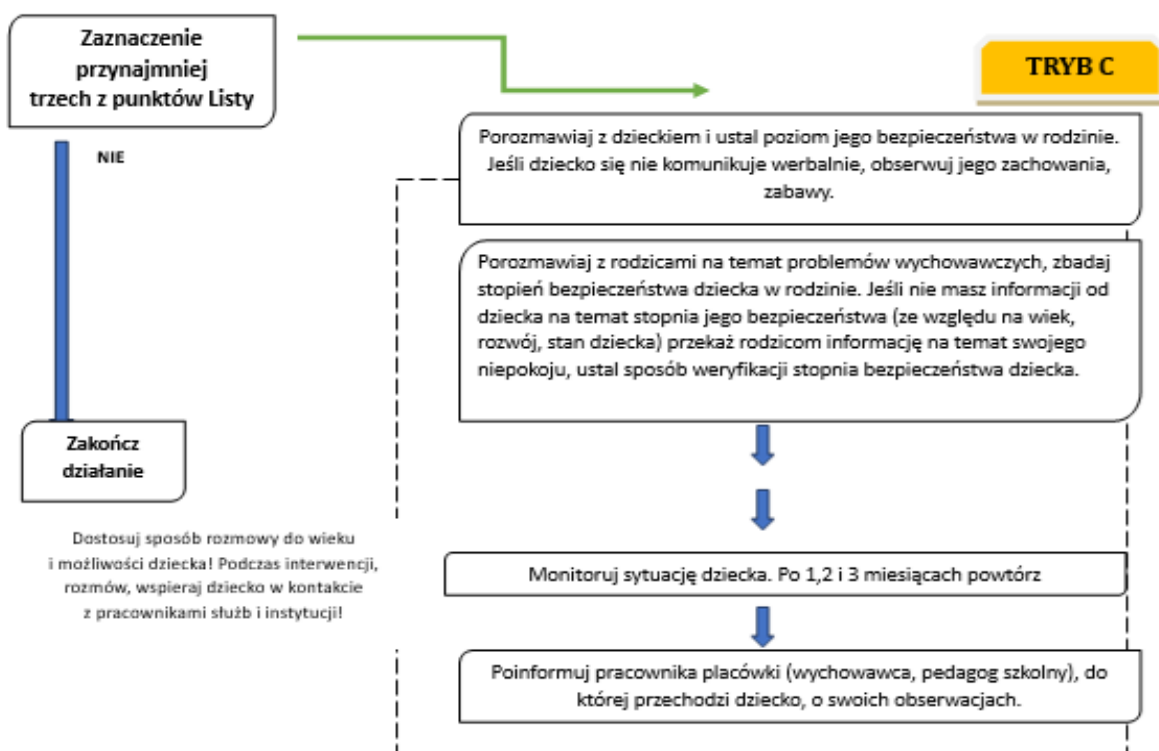 Zaznaczenie
przynajmniej
trzech z punktów Listy
TRYB C
NIE
Porozmawiaj z dzieckiem i ustal poziom jego bezpieczeństwa w rodzinie.
Jeśli dziecko się nie komunikuje werbalnie, obserwuj jego zachowania,
zabawy.
Porozmawiaj z rodzicami na temat problemów wychowawczych, zbadaj
stopień bezpieczeństwa dziecka w rodzinie. Jeśli nie masz informacji od
dziecka na temat stopnia jego bezpieczeństwa (ze względu na wiek,
rozwój, stan dziecka) przekaż rodzicom informację na temat swojego
niepokoju, ustal sposób weryfikacji stopnia bezpieczeństwa dziecka.
Zakończ
działanie
Dostosuj sposób rozmowy do wieku
i możliwości dziecka! Podczas interwencji,
rozmów, wspieraj dziecko w kontakcie
z pracownikami służb i instytucji!
Monitoruj sytuację dziecka. Po 1,2 i 3 miesiącach powtórz
Poinformuj pracownika placówki (wychowawca, pedagog szkolny), do
której przechodzi dziecko, o swoich obserwacjach.